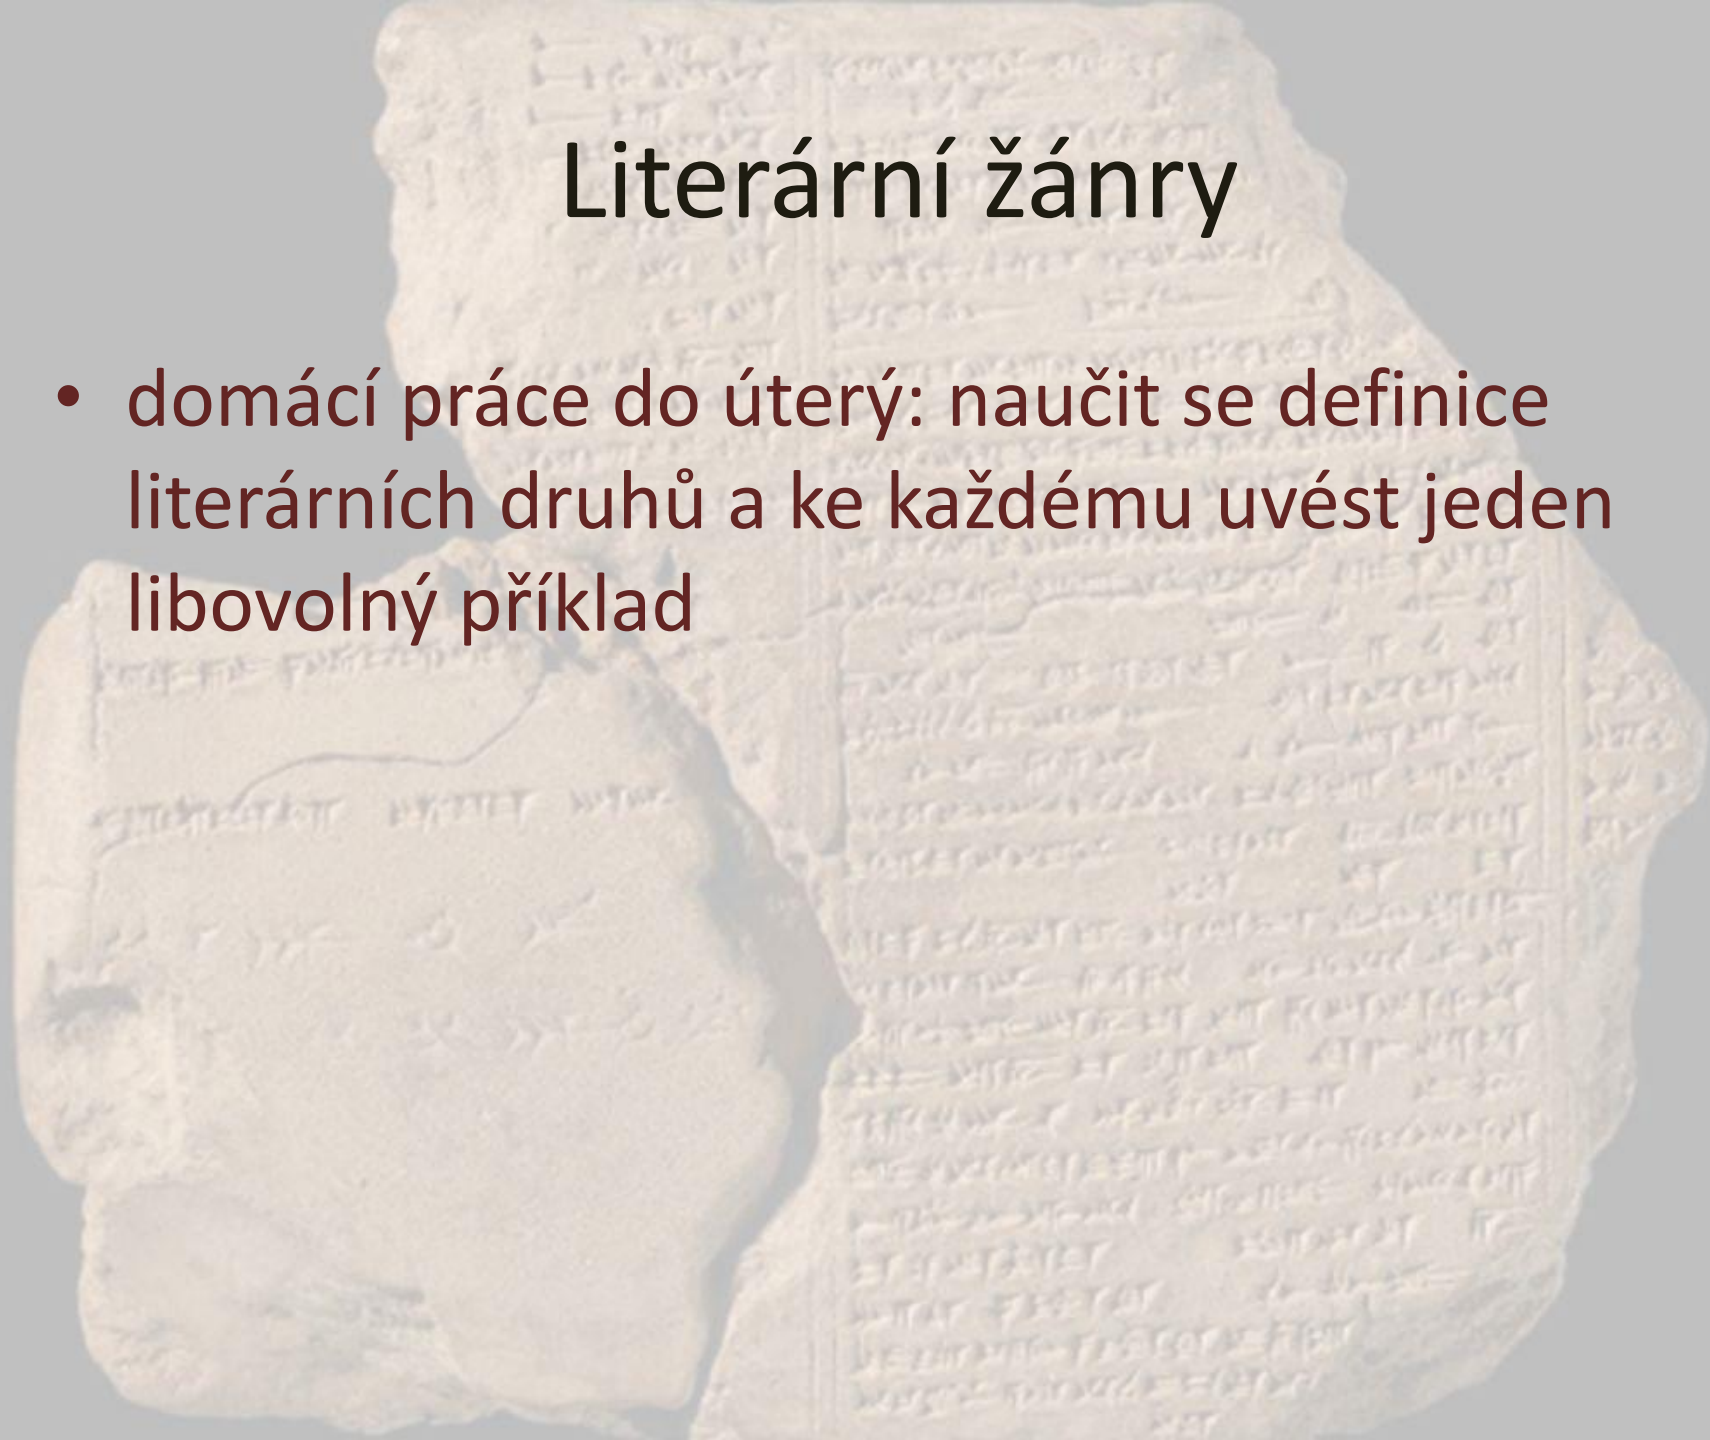 Literární žánry
• domácí práce do úterý: naučit se definice
literárních druhů a ke každému uvést jeden
libovolný příklad